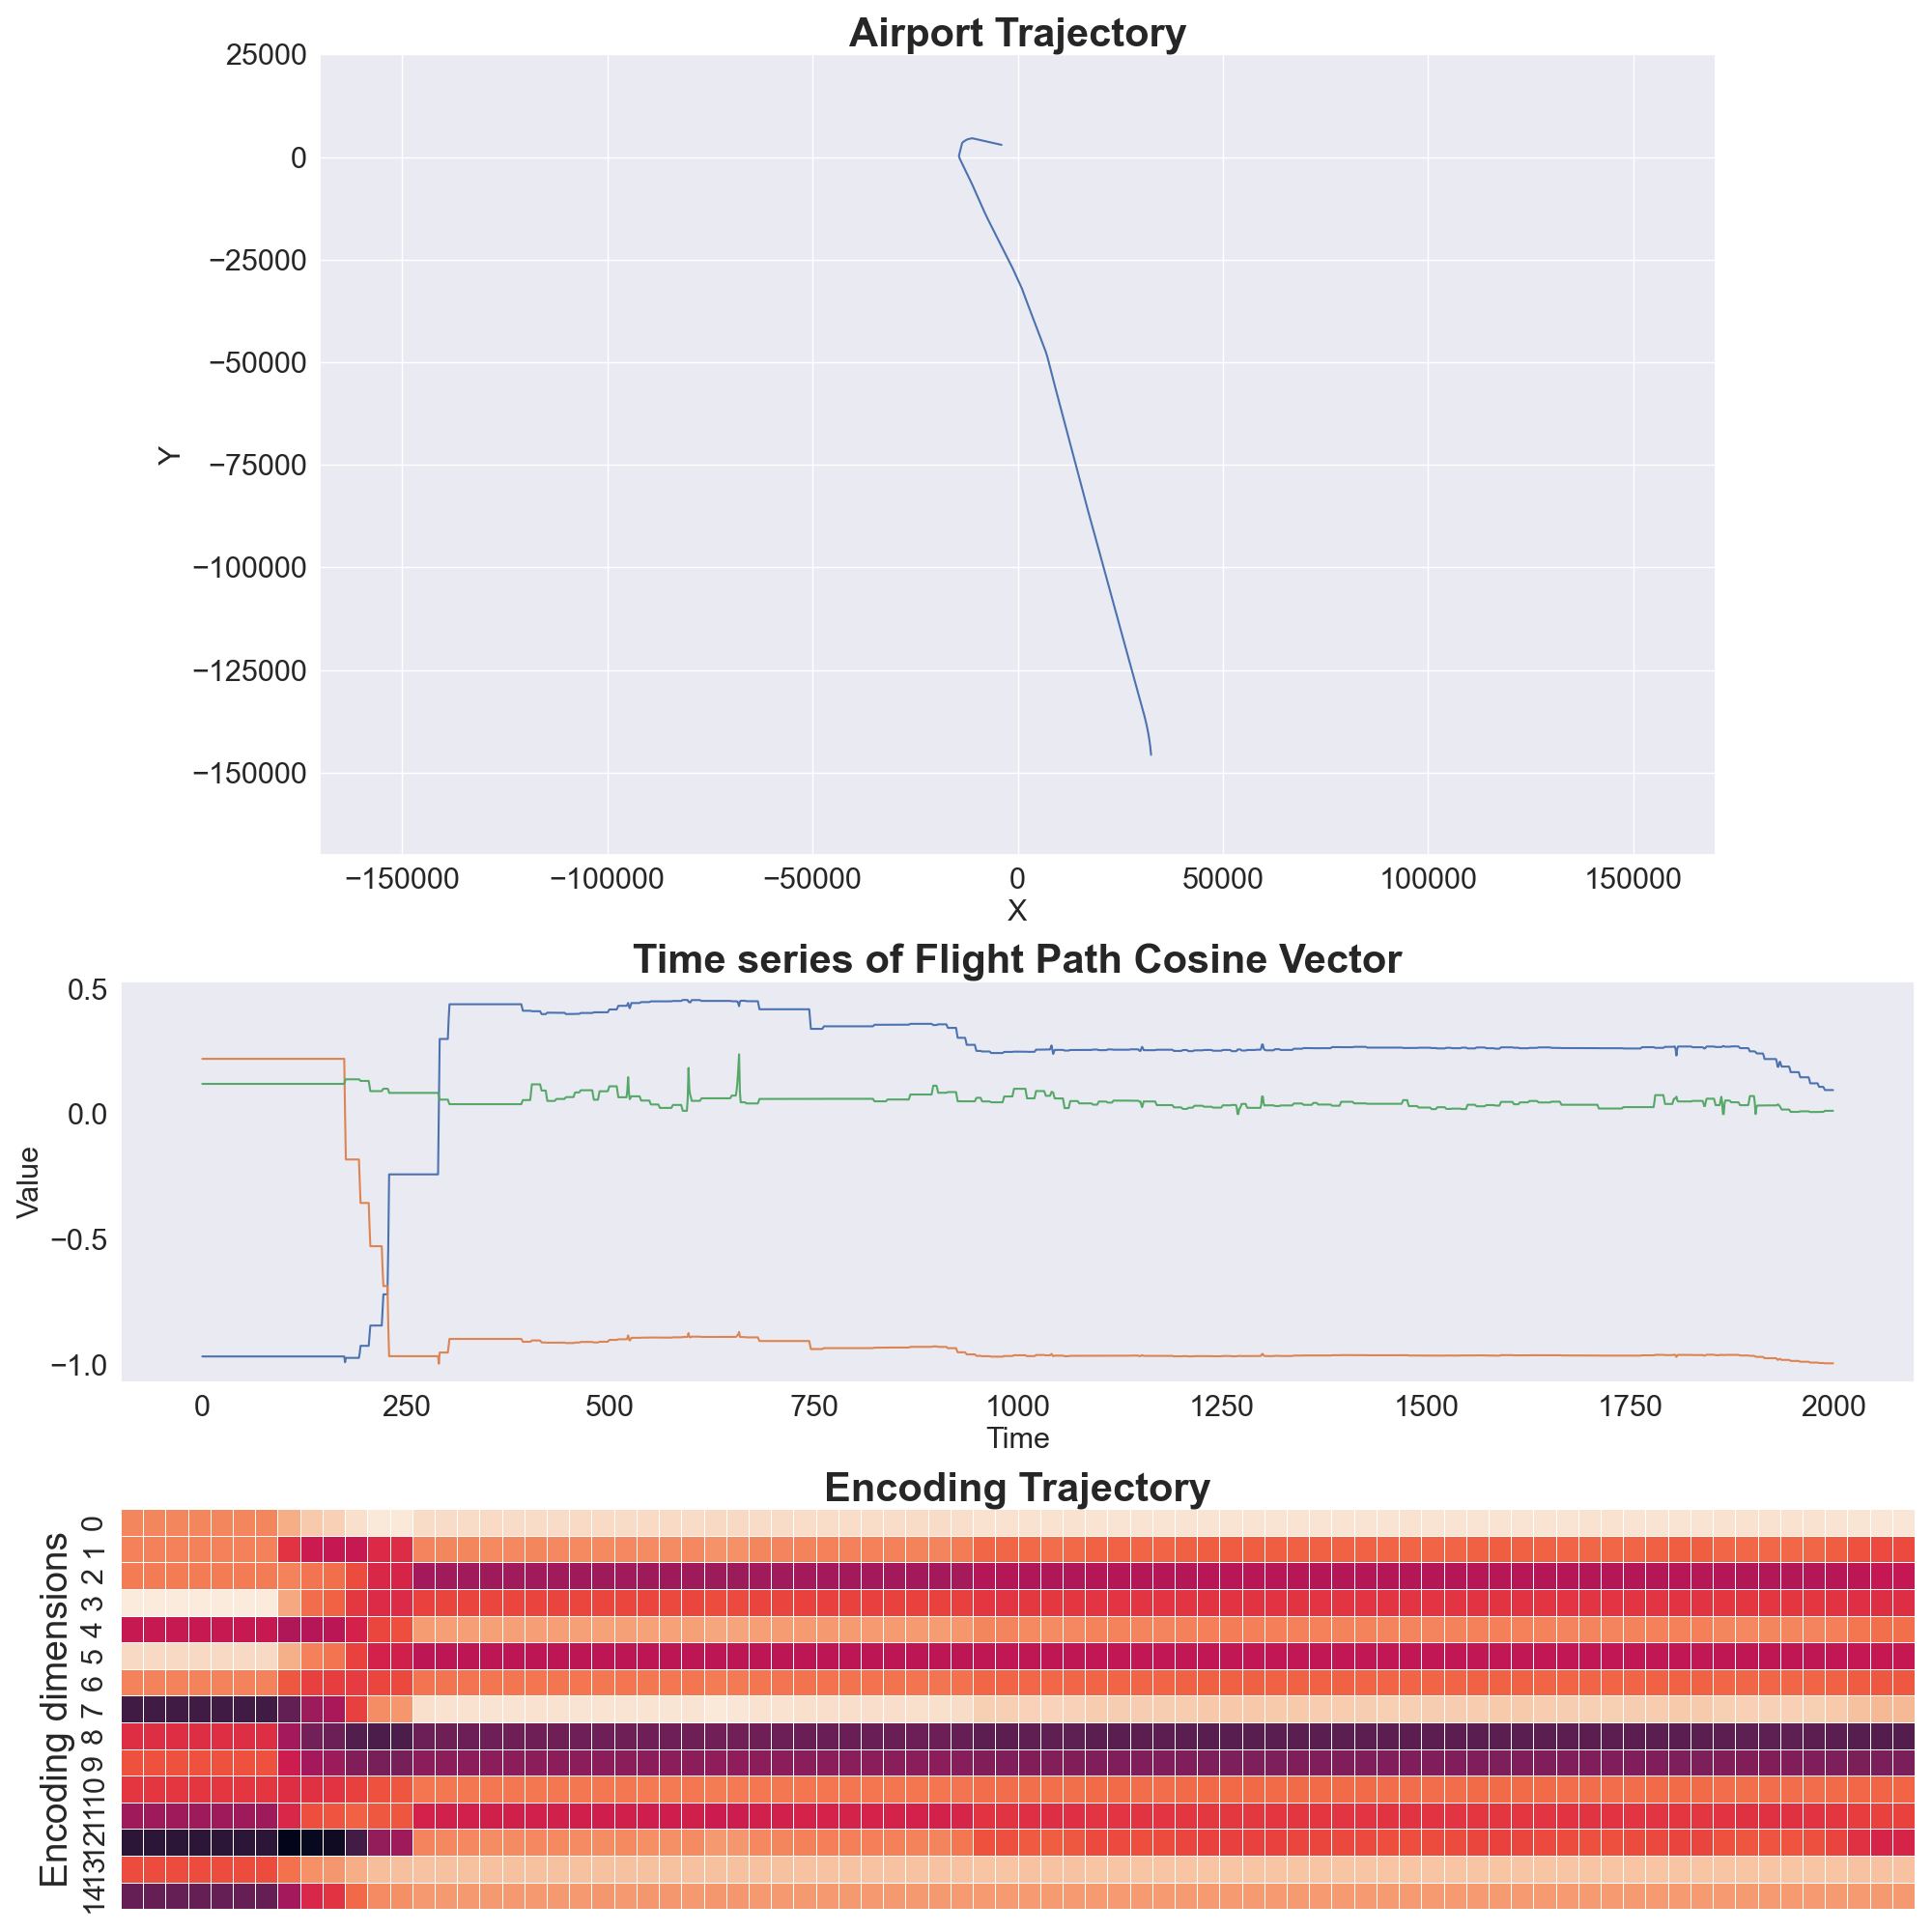 Airport Trajectory
25000
0
−25000
−50000
−75000
−100000
−125000
−150000
Y
−150000 −100000 −50000 0 50000 100000 150000
X
Time series of Flight Path Cosine Vector
0.5
0.0
−0.5
−1.0
Value
0 250 500 750 1000 1250 1500 1750 2000
Time
Encoding Trajectory
Encoding dimensions
0
1
2
3
4
5
6
7
8
9
10
11
12
13
14